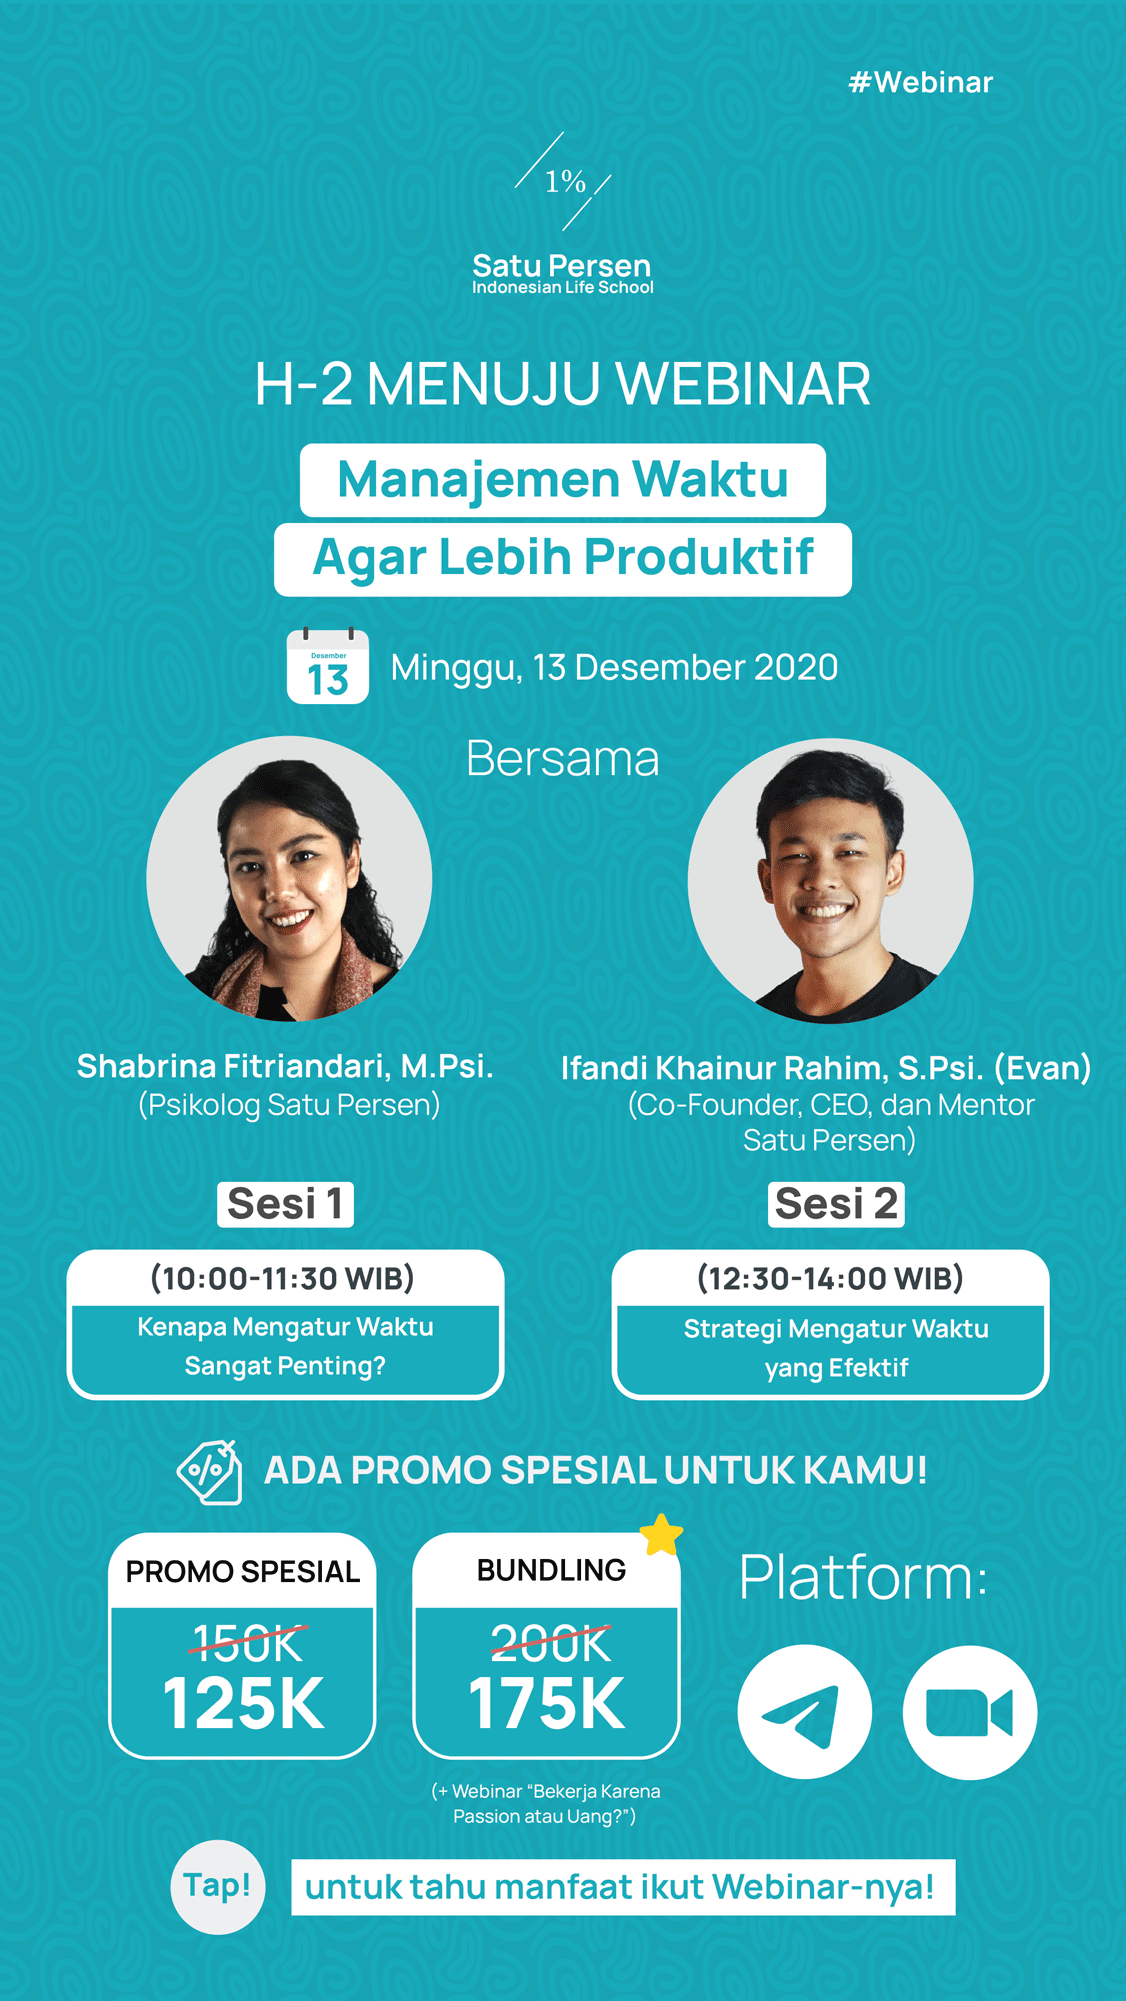 #Webinar
1%
Satu Persen
Indonesian Life School
H-2 MENUJU WEBINAR
Manajemen Waktu
Agar Lebih Produktif
Desember
13
Minggu, 13 Desember 2020
Bersama
Shabrina Fitriandari, M.Psi.
(Psikolog Satu Persen)
Ifandi Khainur Rahim, S.Psi. (Evan)
(Co-Founder, CEO, dan Mentor
Satu Persen)
Sesi 1
(10:00-11:30 WIB)
Kenapa Mengatur Waktu
Sangat Penting?
Sesi 2
(12:30-14:00 WIB)
Strategi Mengatur Waktu
yang Efektif
%
ADA PROMO SPESIAL UNTUK KAMU!
PROMO SPESIAL
150K
125K
BUNDLING
200K
175K
(+ Webinar “Bekerja Karena
Passion atau Uang?”)
Platform:
Tap!
untuk tahu manfaat ikut Webinar-nya!